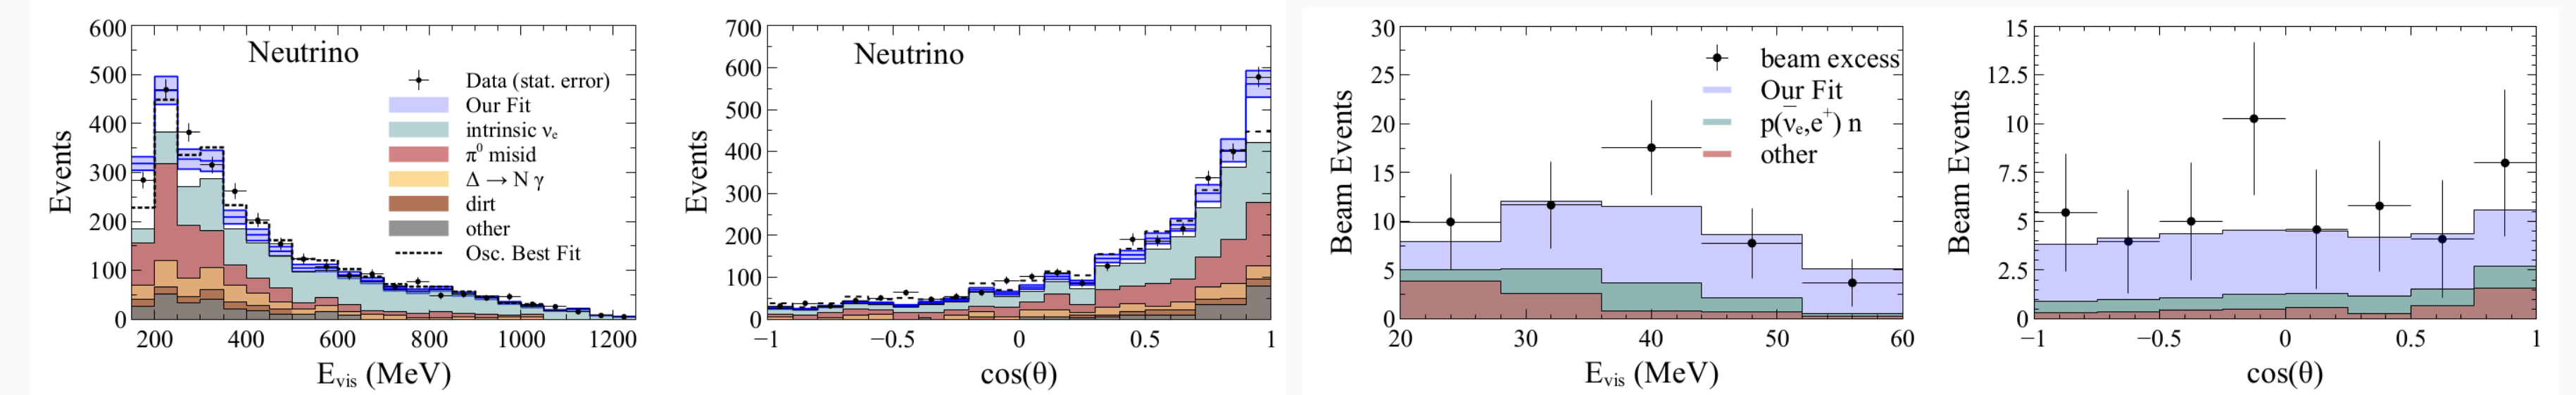 600
500
400
300
200
100
0
Events
Neutrino
Data (stat. error)
Our Fit
intrinsic νₑ
π⁰ misid
Δ → N γ
dirt
other
Osc. Best Fit
200 400 600 800 1000 1200
Eᵥᵢₛ (MeV)
700
600
500
400
300
200
100
0
Events
Neutrino
−1 −0.5 0 0.5 1
cos(θ)
30
25
20
15
10
5
0
Beam Events
beam excess
Our Fit
p(ν̅ₑ,e⁺) n
other
20 30 40 50 60
Eᵥᵢₛ (MeV)
15
12.5
10
7.5
5
2.5
0
Beam Events
−1 −0.5 0 0.5 1
cos(θ)